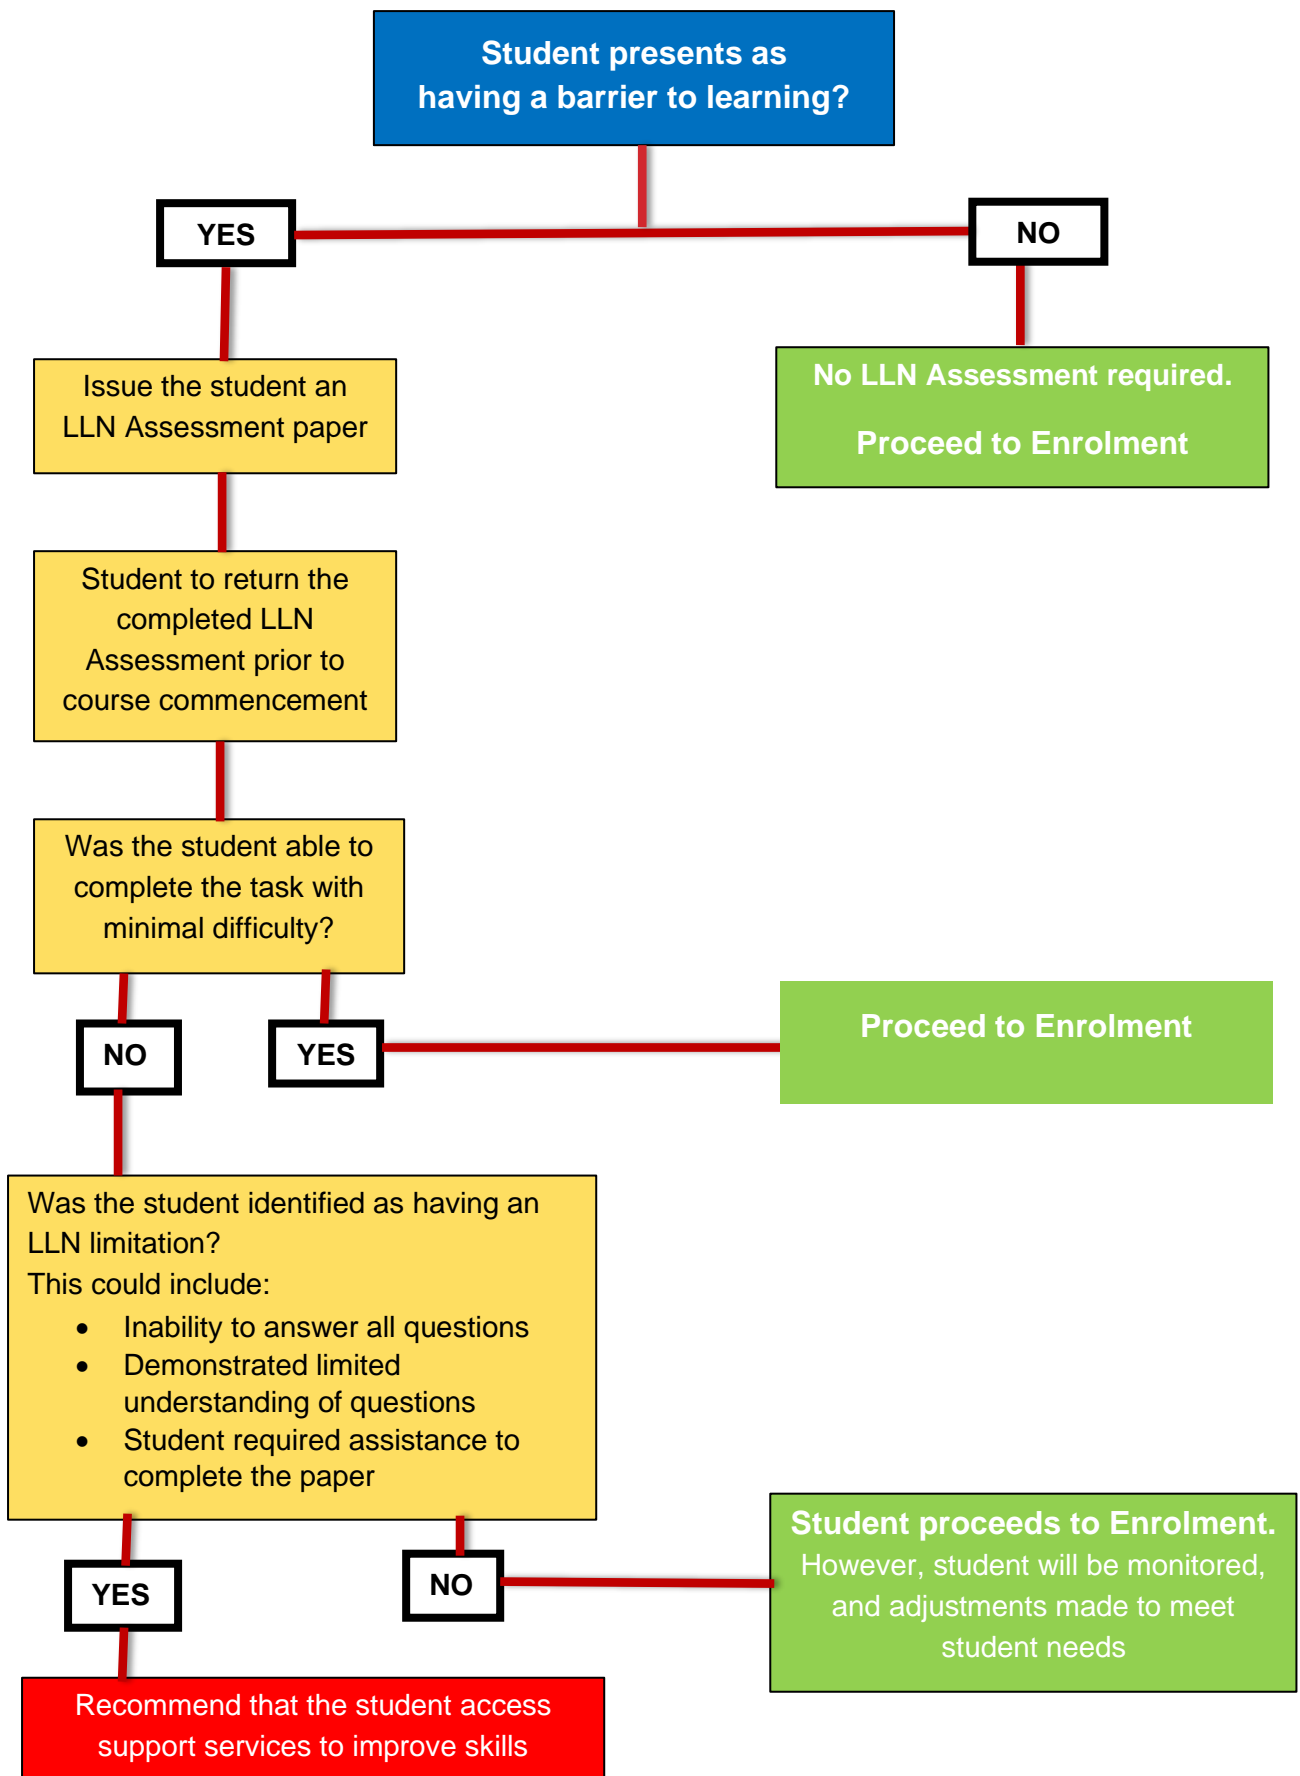 Student presents as
having a barrier to learning?
YES
NO
Issue the student an
LLN Assessment paper
No LLN Assessment required.
Proceed to Enrolment
Student to return the
completed LLN
Assessment prior to
course commencement
Was the student able to
complete the task with
minimal difficulty?
NO
YES
Proceed to Enrolment
Was the student identified as having an
LLN limitation?
This could include:
• Inability to answer all questions
• Demonstrated limited
understanding of questions
• Student required assistance to
complete the paper
YES
NO
Student proceeds to Enrolment.
However, student will be monitored,
and adjustments made to meet
student needs
Recommend that the student access
support services to improve skills